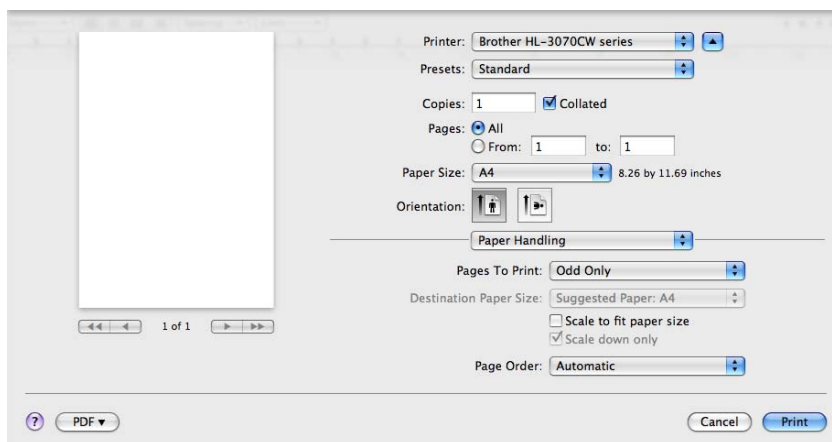 Printer: Brother HL-3070CW series
Presets: Standard
Copies: 1 Collated
Pages: All
From: 1 to: 1
Paper Size: A4 8.26 by 11.69 inches
Orientation:
Paper Handling
Pages To Print: Odd Only
Destination Paper Size: Suggested Paper: A4
Scale to fit paper size
1 of 1
Scale down only
Page Order: Automatic
? PDF Cancel Print